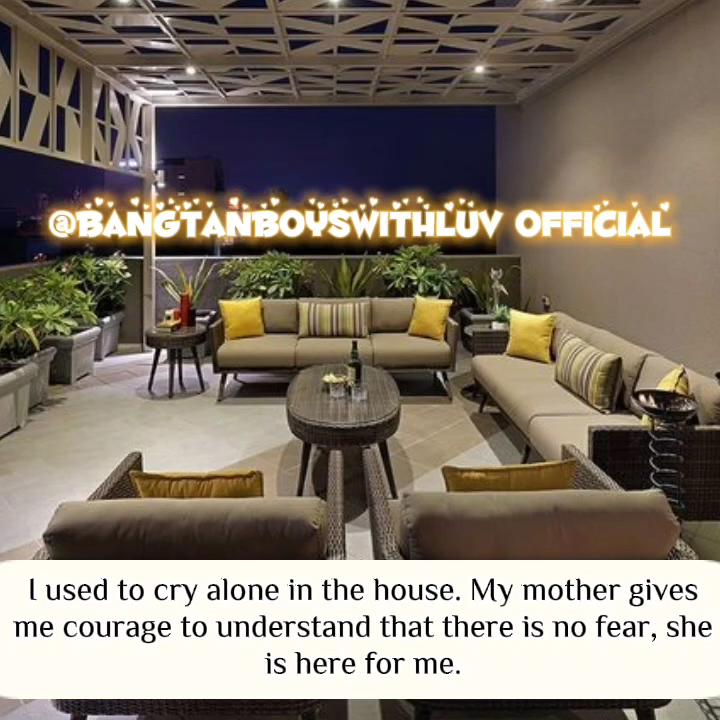 @BANGTANBOYSWITHLUV OFFICIAL
I used to cry alone in the house. My mother gives
me courage to understand that there is no fear, she
is here for me.